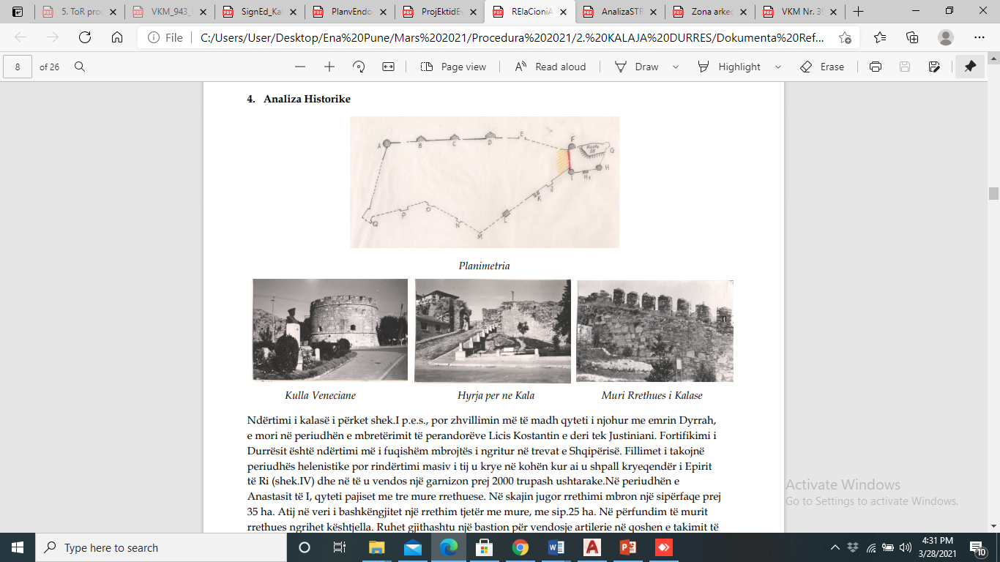 5. ToR pro
VKM_943_
SignEd_Ka
PlanvEndo
ProjEktidE
RElaCioniA
AnalizaSTR
Zona arkeo
VKM Nr. 39
File
C:/Users/User/Desktop/Ena%20Pune/Mars%202021/Procedura%202021/2.%20KALAJA%20DURRES/Dokumenta%20Ref...
8 of 26
Page view
Read aloud
Draw
Highlight
Erase
4. Analiza Historike
A B C D E F G
Kuota
H
H1
I
J
K
L
M
N
O
P
Q
Planimetria
Kulla Veneciane
Hyrja per ne Kala
Muri Rrethues i Kalase
Ndërtimi i kalasë i përket shek.I p.e.s., por zhvillimin më të madh qyteti i njohur me emrin Dyrrah,
e mori në periudhën e mbretërimit të perandorëve Licis Kostantin e deri tek Justiniani. Fortifikimi i
Durrësit është ndërtimi më i fuqishëm mbrojtës i ngritur në trevat e Shqipërisë. Fillimet i takojnë
periudhës helenistike por rindërtimi masiv i tij u krye në kohën kur ai u shpall kryeqendër i Epirit
të Ri (shek.IV) dhe në të u vendos një garnizon prej 2000 trupash ushtarake.Në periudhën e
Anastasit të I, qyteti pajiset me tre mure rrethuese. Në skajin jugor rrethimi mbron një sipërfaqe prej
35 ha. Atij në veri i bashkëngjitet një rrethim tjetër me mure, me sip.25 ha. Në përfundim të murit
rrethues ngrihet kështjella. Ruhet gjithashtu një bastion për vendosje artilerie në qoshen e takimit të
Activate Windows
Go to Settings to activate Windows.
Type here to search
4:31 PM
3/28/2021
10